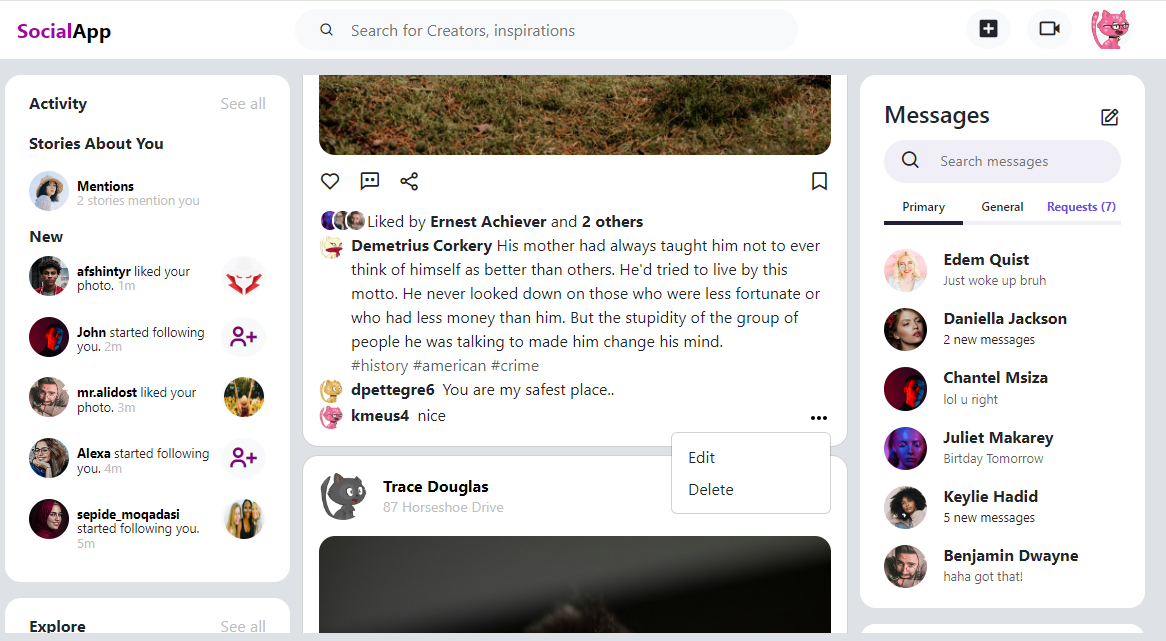 SocialApp
Search for Creators, inspirations
Activity
See all
Stories About You
Mentions
2 stories mention you
New
afshintyr liked your
photo. 1m
John started following
you. 2m
mr.alidost liked your
photo. 3m
Alexa started following
you. 4m
sepide_moqadasi
started following you.
5m
Explore
See all
Liked by Ernest Achiever and 2 others
Demetrius Corkery His mother had always taught him not to ever
think of himself as better than others. He'd tried to live by this
motto. He never looked down on those who were less fortunate or
who had less money than him. But the stupidity of the group of
people he was talking to made him change his mind.
#history #american #crime
dpettegre6 You are my safest place..
kmeus4 nice
Edit
Delete
Trace Douglas
87 Horseshoe Drive
Messages
Search messages
Primary
General
Requests (7)
Edem Quist
Just woke up bruh
Daniella Jackson
2 new messages
Chantel Msiza
lol u right
Juliet Makarey
Birtday Tomorrow
Keylie Hadid
5 new messages
Benjamin Dwayne
haha got that!